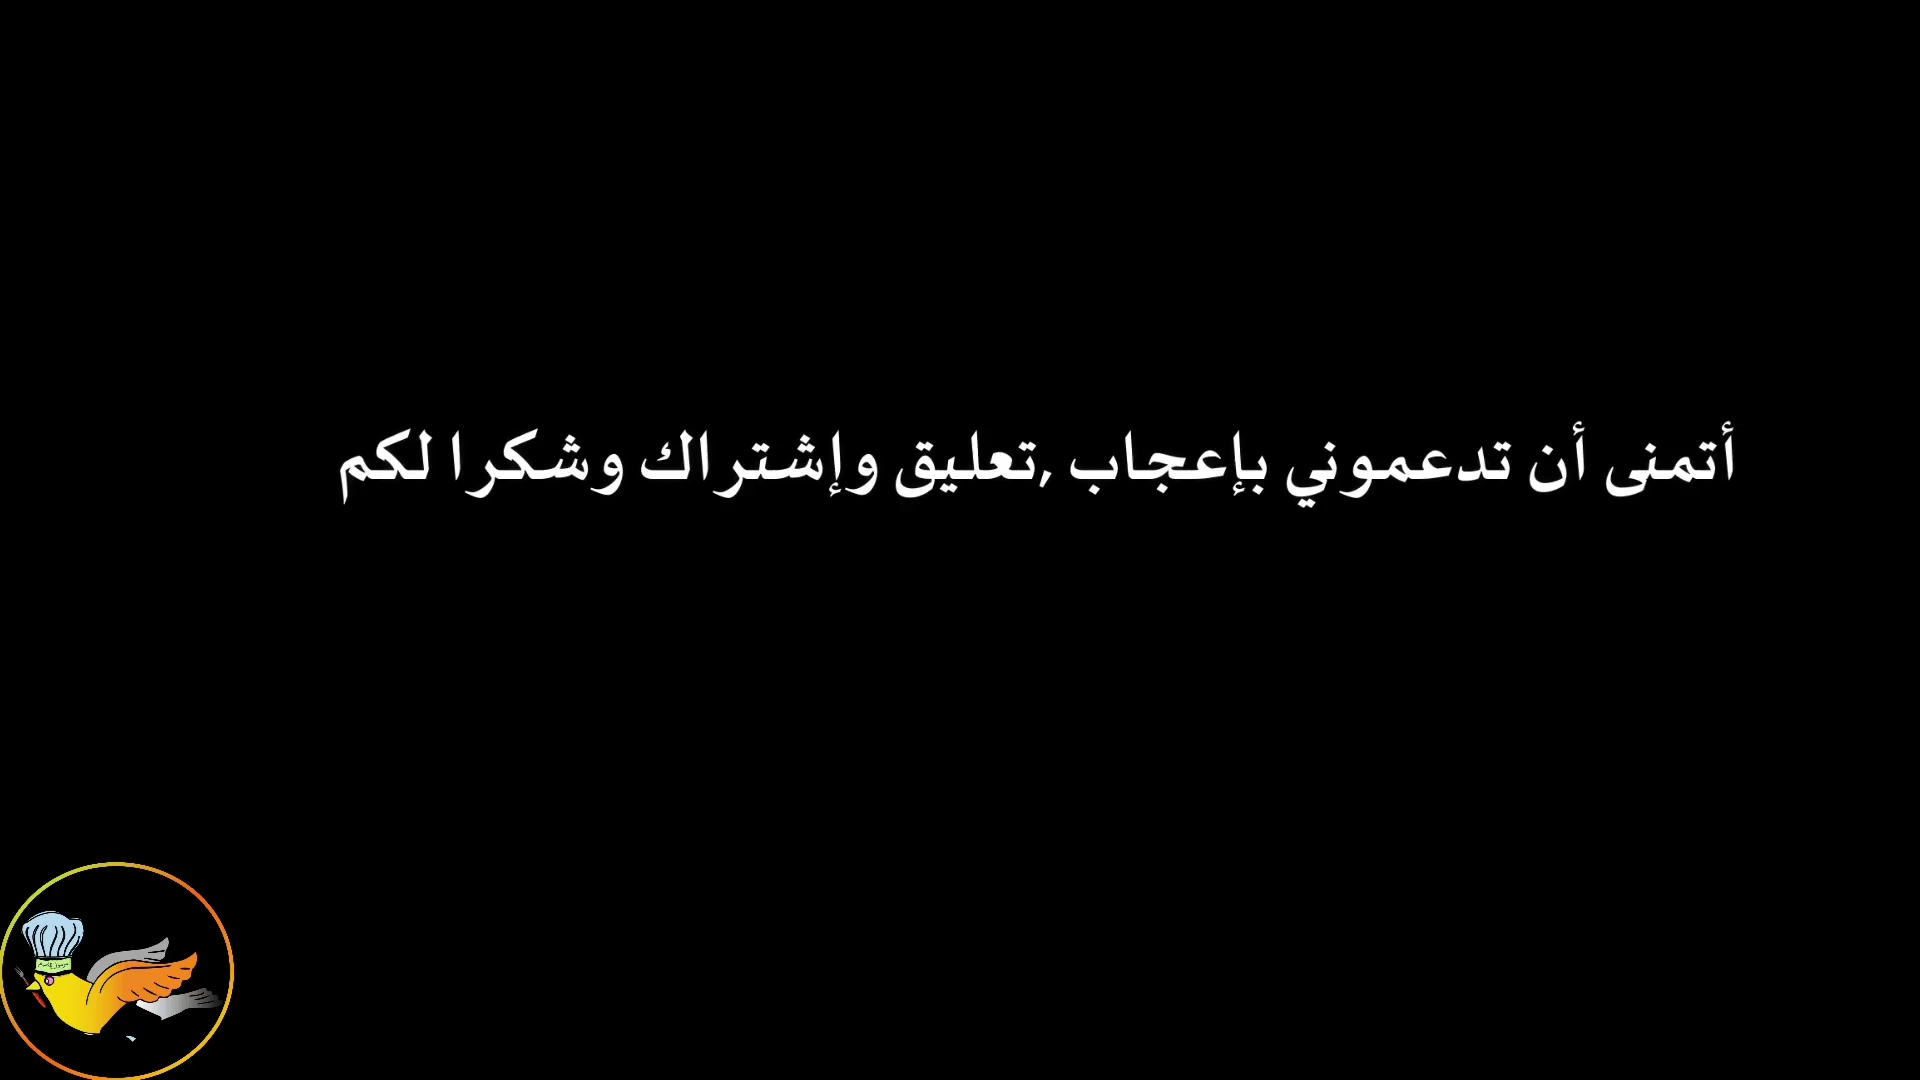 أتمنى أن تدعموني بإعجاب ,تعليق وإشتراك وشكرا لكم